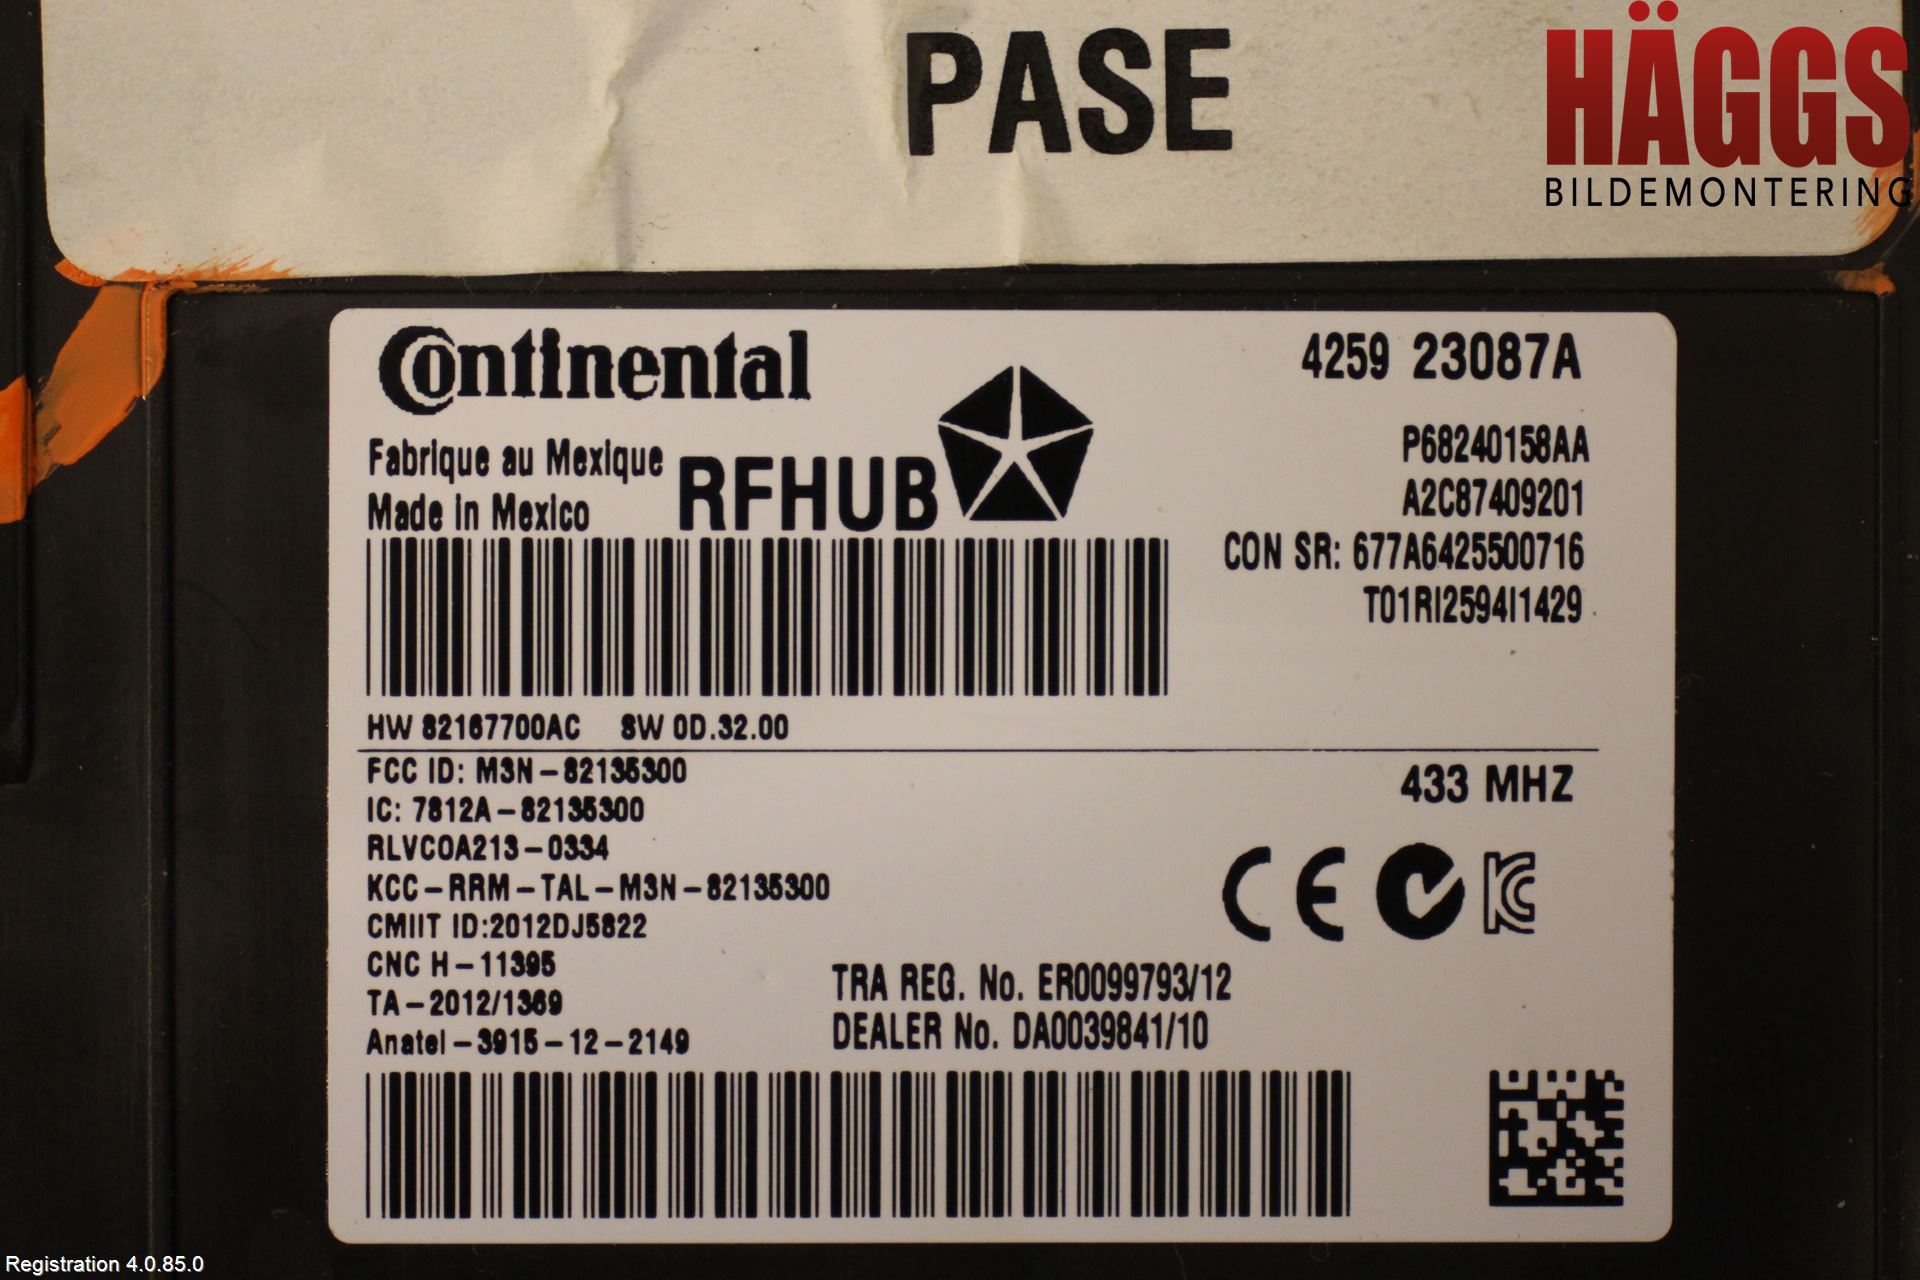 PASE
HÄGGS
BILDEMONTERING
Continental
4259 23087A
Fabrique au Mexique
Made in Mexico
RFHUB
P68240158AA
A2C87409201
CON SR: 677A6425500716
T01RI2594I1429
HW 82167700AC SW 0D.32.00
FCC ID: M3N-82135300
IC: 7812A-82135300
RLVCOA213-0334
KCC-RRM-TAL-M3N-82135300
CMIIT ID:2012DJ5822
CNC H-11395
TA-2012/1369
Anatel-3915-12-2149
433 MHZ
CE
KC
TRA REG. No. ER0099793/12
DEALER No. DA0039841/10
Registration 4.0.85.0